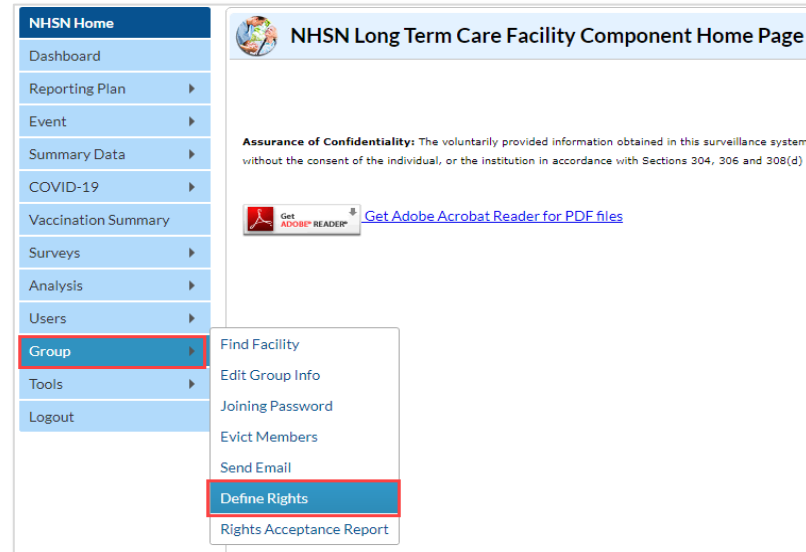 NHSN Home
Dashboard
Reporting Plan
Event
Summary Data
COVID-19
Vaccination Summary
Surveys
Analysis
Users
Group
Tools
Logout
Find Facility
Edit Group Info
Joining Password
Evict Members
Send Email
Define Rights
Rights Acceptance Report
NHSN Long Term Care Facility Component Home Page
Assurance of Confidentiality: The voluntarily provided information obtained in this surveillance system
without the consent of the individual, or the institution in accordance with Sections 304, 306 and 308(d)
Get
ADOBE® READER®
Get Adobe Acrobat Reader for PDF files